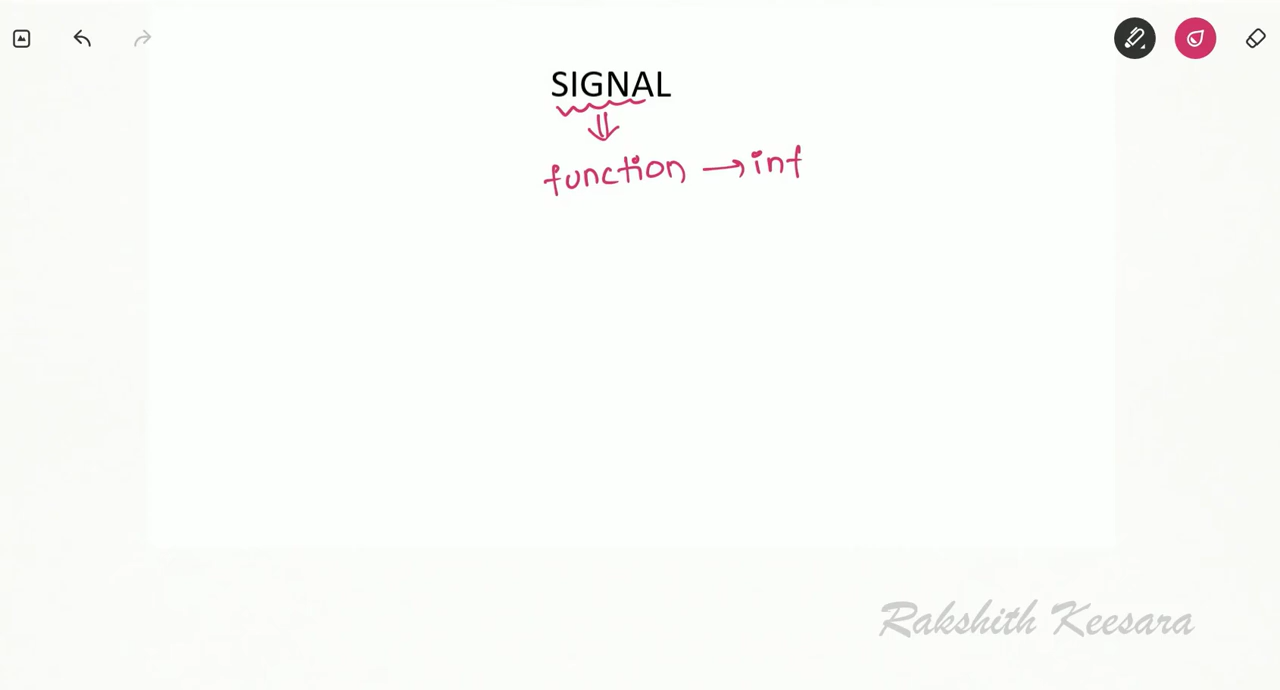 SIGNAL
function → inf
Rakshith Keesara